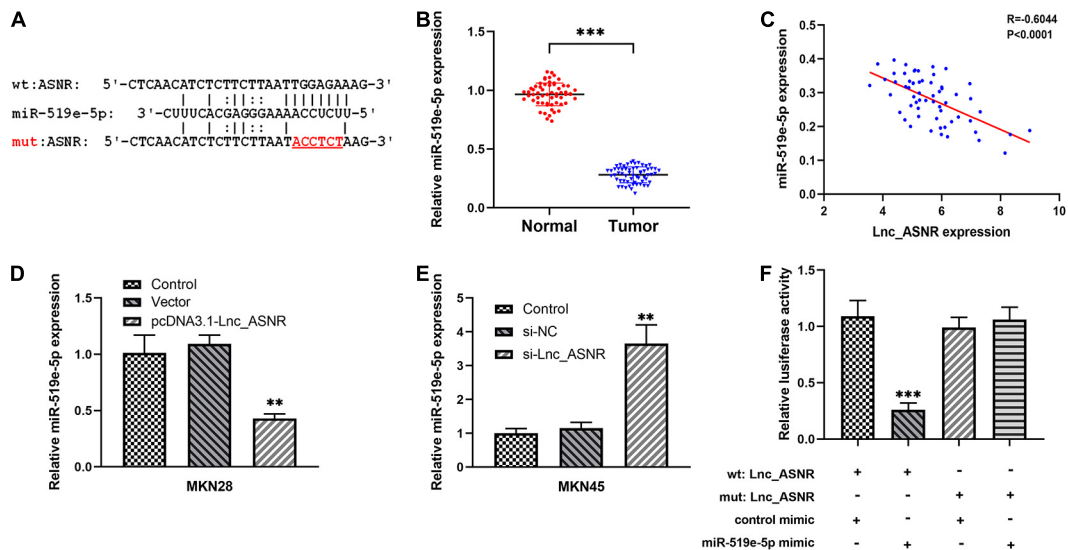 A
wt:ASNR: 5'-CTCAACATCTCTTCTTAATTGGAGAAAG-3'
miR-519e-5p: 3'-CUUUCACGAGGGAAAACCUCUU-5'
mut:ASNR: 5'-CTCAACATCTCTTCTTAATACCTCTAAG-3'
B
Relative miR-519e-5p expression
1.5
1.0
0.5
0.0
***
Normal Tumor
C
R=-0.6044
P<0.0001
miR-519e-5p expression
0.5
0.4
0.3
0.2
0.1
0.0
2 4 6 8 10
Lnc_ASNR expression
D
Relative miR-519e-5p expression
1.5
1.0
0.5
0.0
Control
Vector
pcDNA3.1-Lnc_ASNR
**
MKN28
E
Relative miR-519e-5p expression
5
4
3
2
1
0
Control
si-NC
si-Lnc_ASNR
**
MKN45
F
Relative lusiferase activity
1.5
1.0
0.5
0.0
***
wt: Lnc_ASNR + + - -
mut: Lnc_ASNR - - + +
control mimic + - + -
miR-519e-5p mimic - + - +